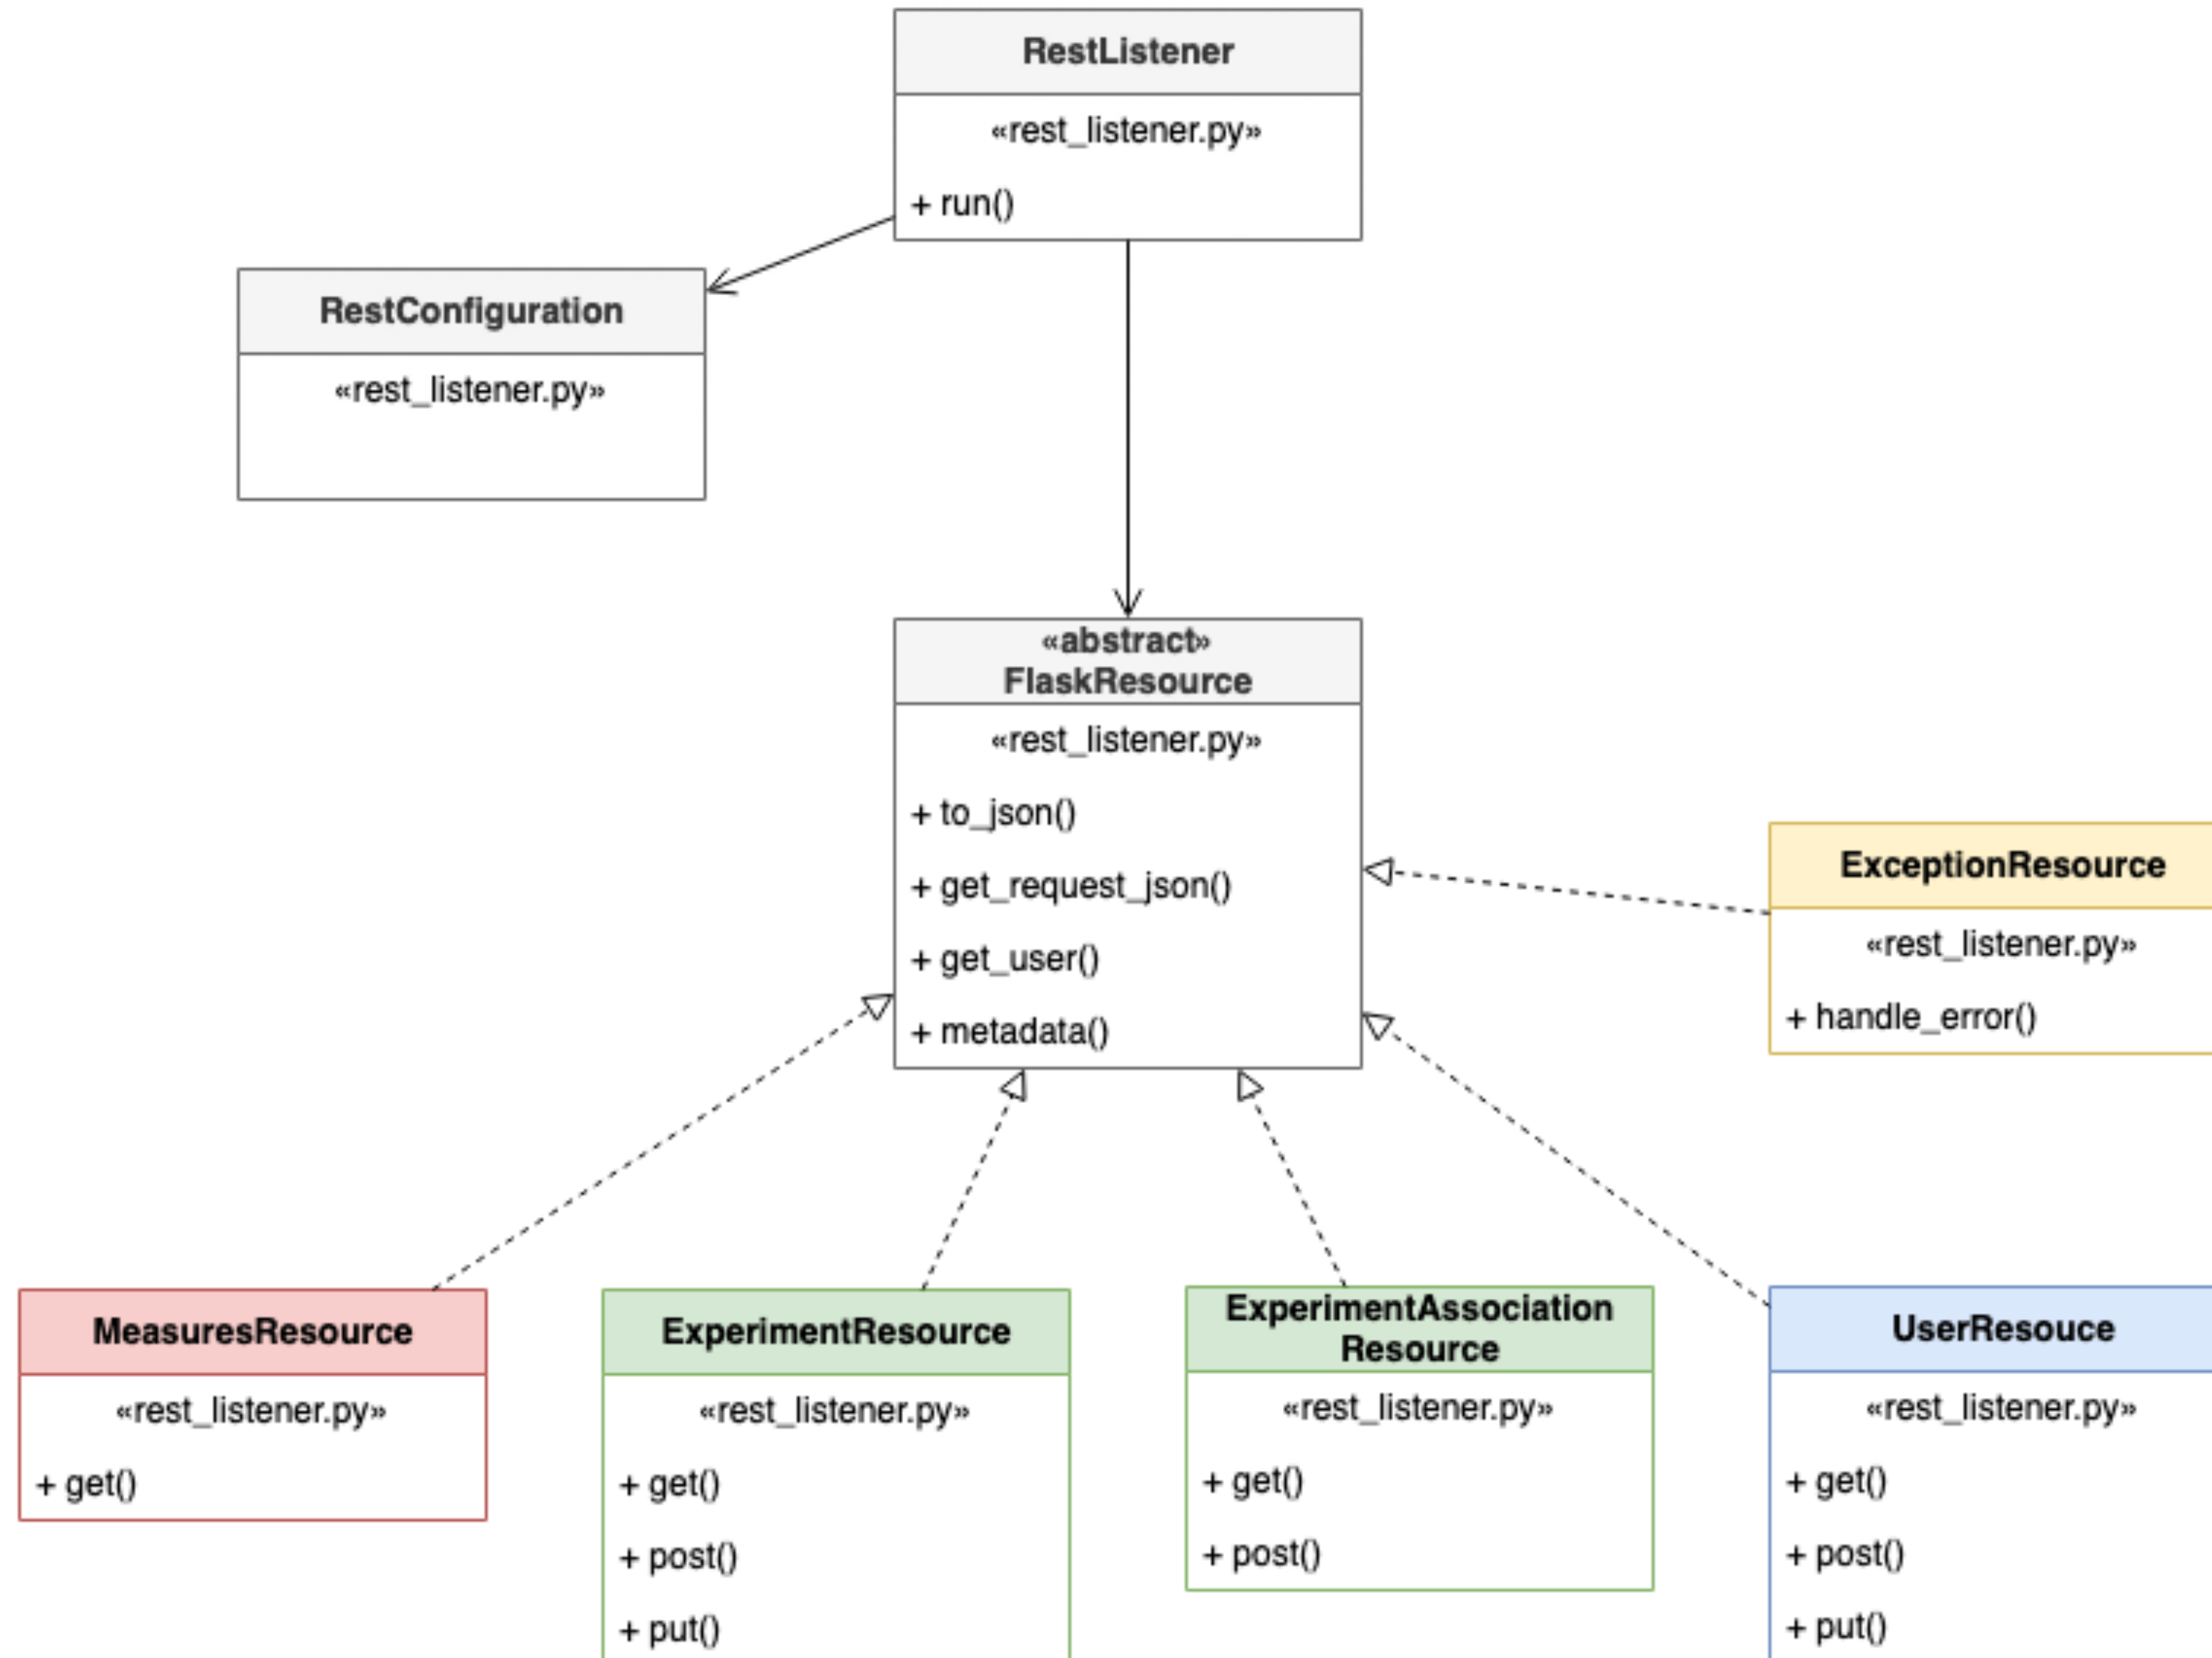 RestListener
«rest_listener.py»
+ run()
RestConfiguration
«rest_listener.py»
«abstract»
FlaskResource
«rest_listener.py»
+ to_json()
+ get_request_json()
+ get_user()
+ metadata()
ExceptionResource
«rest_listener.py»
+ handle_error()
MeasuresResource
«rest_listener.py»
+ get()
ExperimentResource
«rest_listener.py»
+ get()
+ post()
+ put()
ExperimentAssociation
Resource
«rest_listener.py»
+ get()
+ post()
UserResouce
«rest_listener.py»
+ get()
+ post()
+ put()